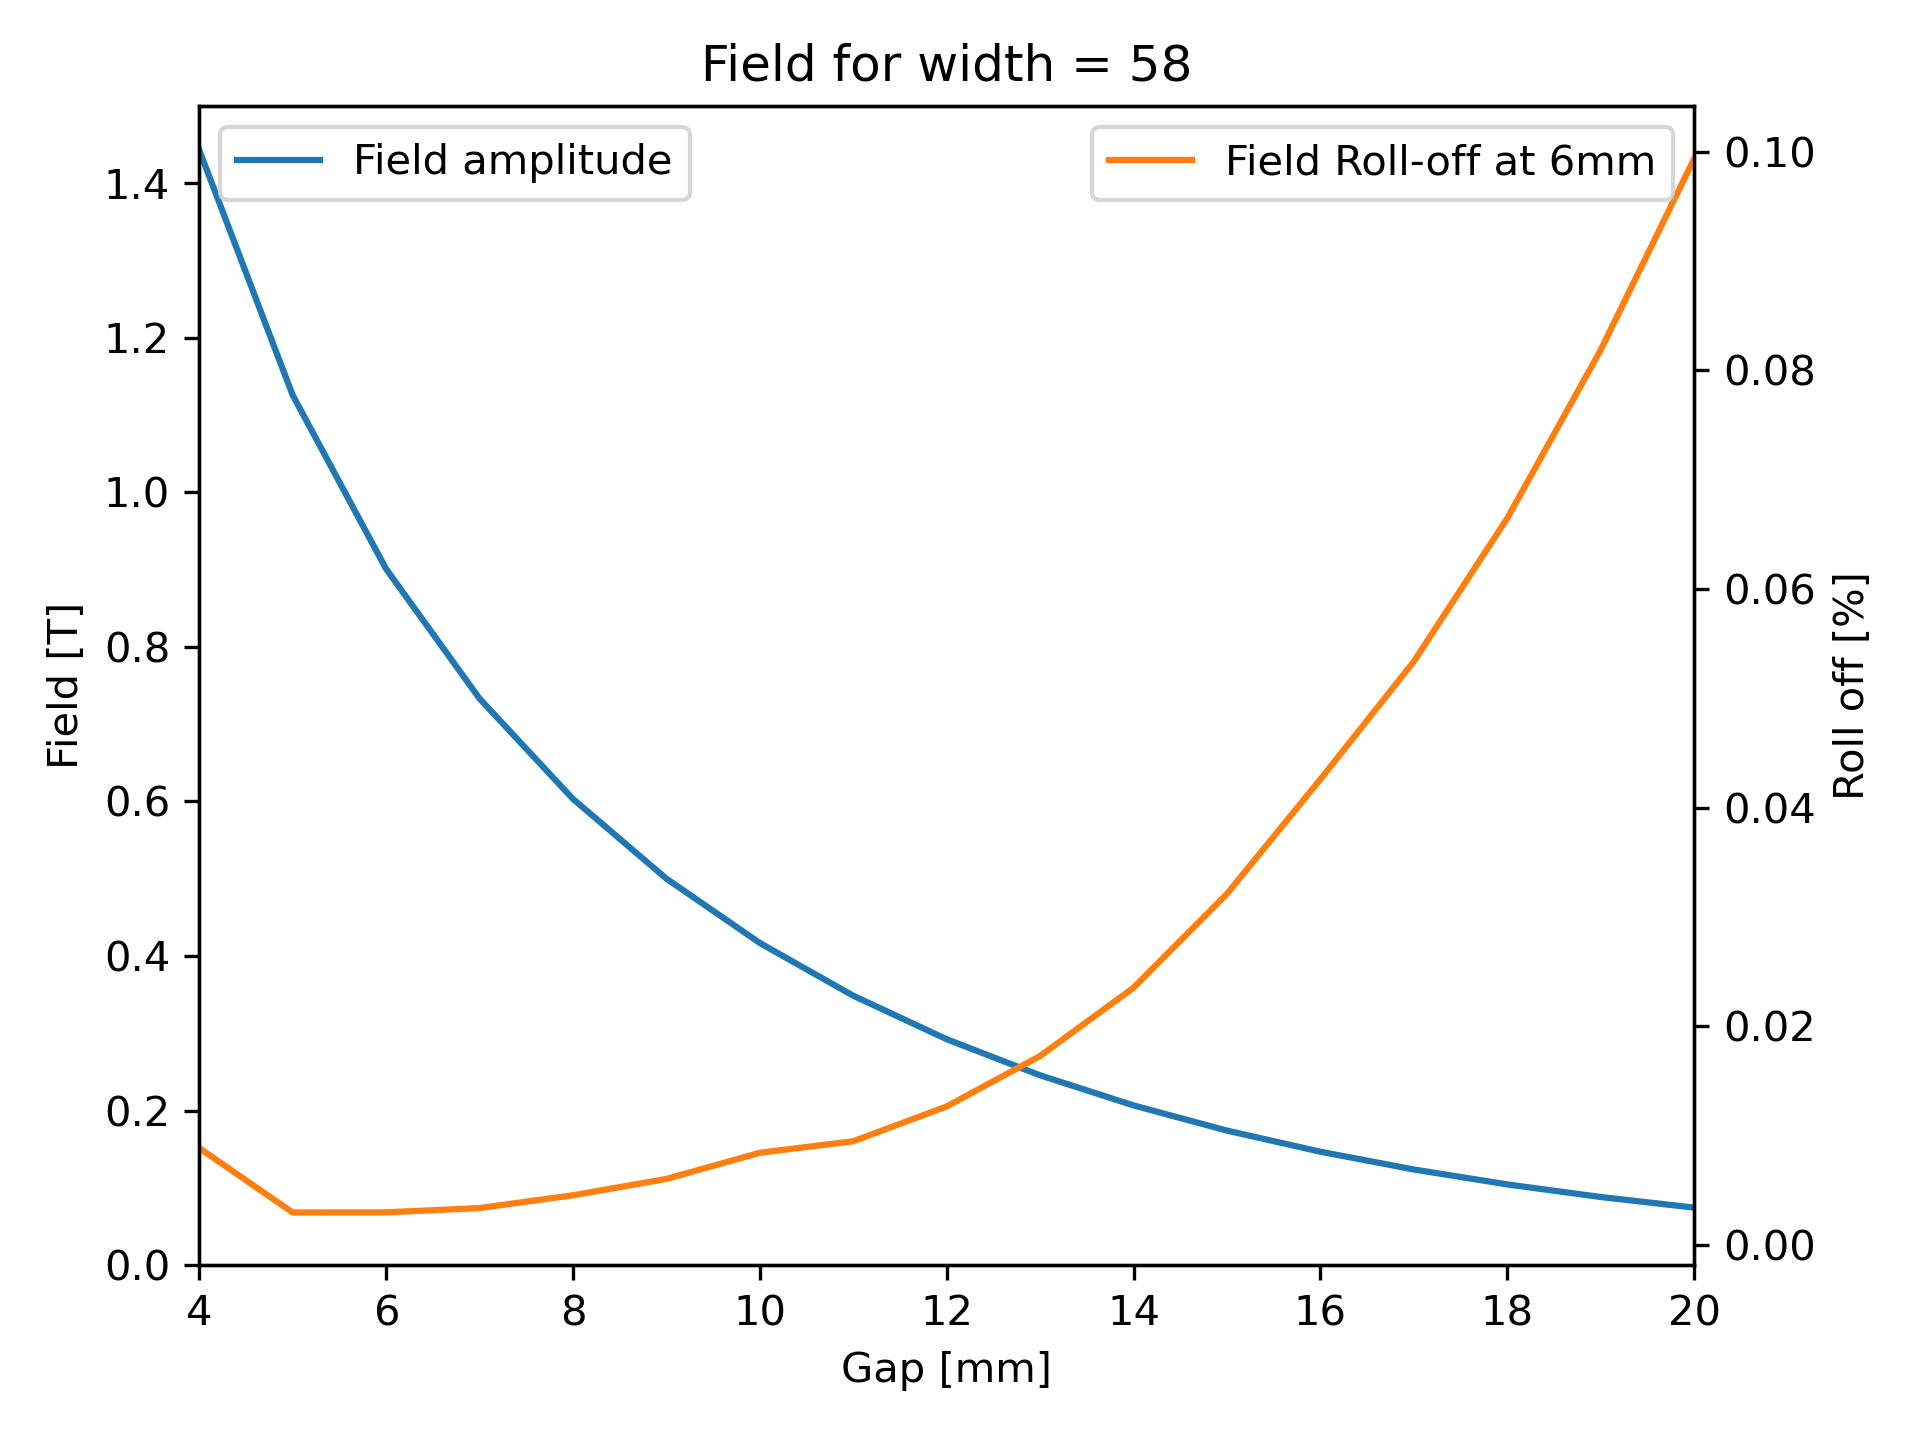 Field for width = 58
Field amplitude
Field Roll-off at 6mm
1.4
1.2
1.0
0.8
0.6
0.4
0.2
0.0
Field [T]
0.10
0.08
0.06
0.04
0.02
0.00
Roll off [%]
4 6 8 10 12 14 16 18 20
Gap [mm]